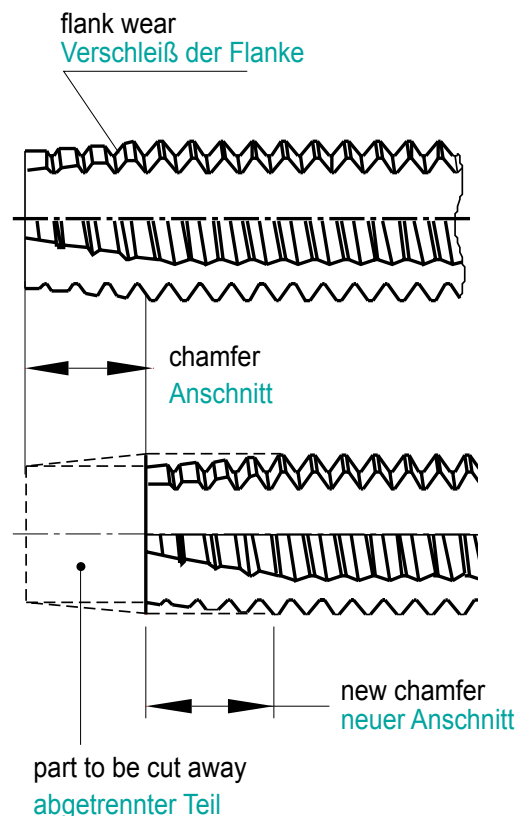 flank wear
Verschleiß der Flanke
chamfer
Anschnitt
new chamfer
neuer Anschnitt
part to be cut away
abgetrennter Teil